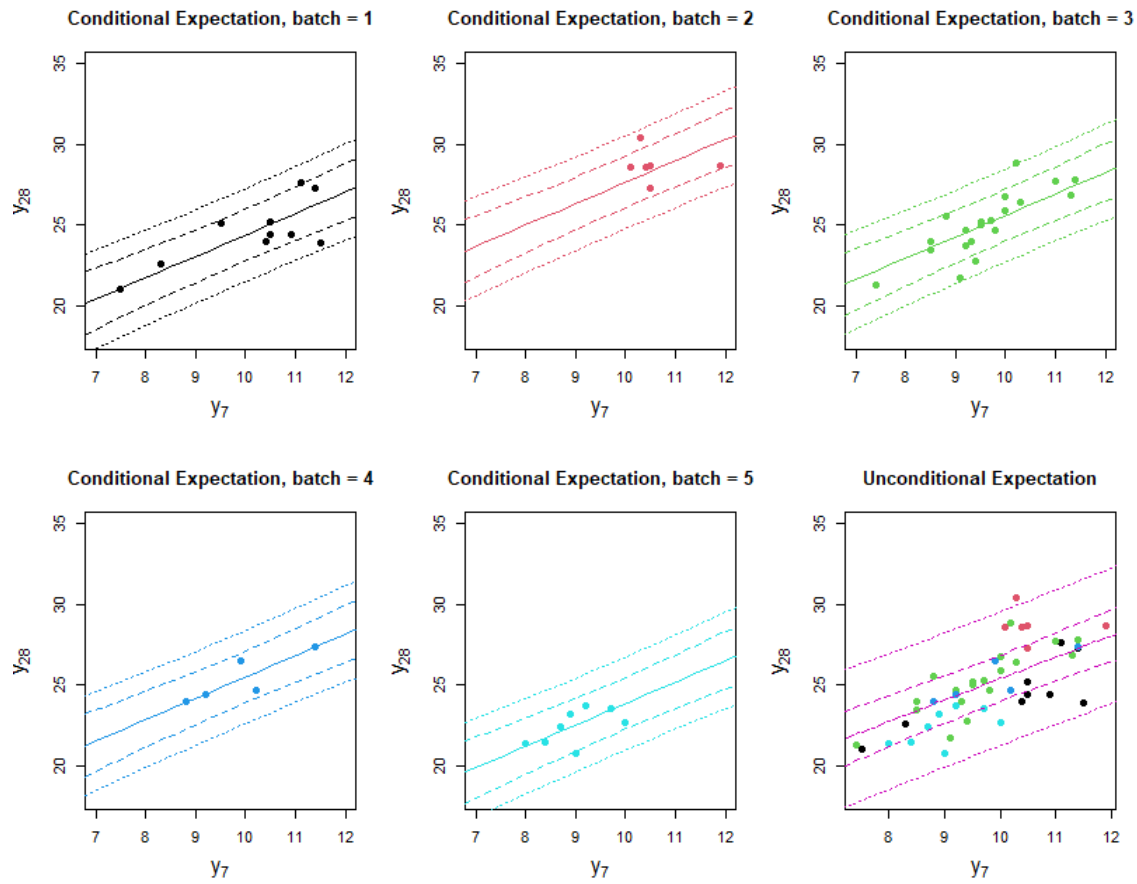 Conditional Expectation, batch = 1
35
30
25
20
y28
7 8 9 10 11 12
y7
Conditional Expectation, batch = 2
35
30
25
20
y28
7 8 9 10 11 12
y7
Conditional Expectation, batch = 3
35
30
25
20
y28
7 8 9 10 11 12
y7
Conditional Expectation, batch = 4
35
30
25
20
y28
7 8 9 10 11 12
y7
Conditional Expectation, batch = 5
35
30
25
20
y28
7 8 9 10 11 12
y7
Unconditional Expectation
35
30
25
20
y28
8 9 10 11 12
y7